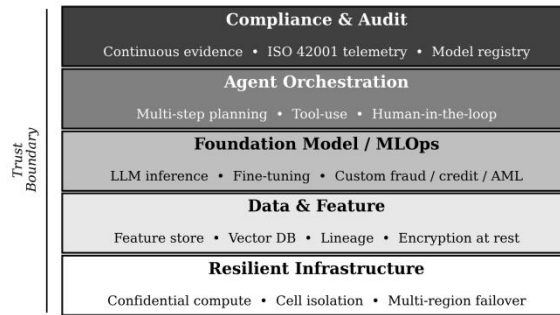 Compliance & Audit
Continuous evidence • ISO 42001 telemetry • Model registry
Agent Orchestration
Multi-step planning • Tool-use • Human-in-the-loop
Foundation Model / MLOps
LLM inference • Fine-tuning • Custom fraud / credit / AML
Data & Feature
Feature store • Vector DB • Lineage • Encryption at rest
Resilient Infrastructure
Confidential compute • Cell isolation • Multi-region failover
Trust
Boundary